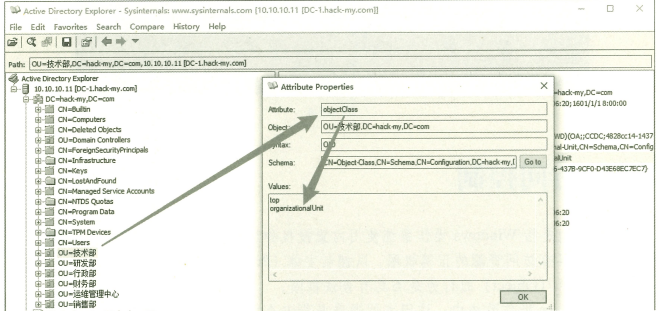 Active Directory Explorer - Sysinternals: www.sysinternals.com [10.10.10.11 [DC-1.hack-my.com]]
File Edit Favorites Search Compare History Help
Path: OU=技术部,DC=hack-my,DC=com, 10.10.10.11 [DC-1.hack-my.com]
Active Directory Explorer
10.10.10.11 [DC-1.hack-my.com]
DC=hack-my,DC=com
CN=Builtin
CN=Computers
CN=Deleted Objects
OU=Domain Controllers
CN=ForeignSecurityPrincipals
CN=Infrastructure
CN=Keys
CN=LostAndFound
CN=Managed Service Accounts
CN=NTDS Quotas
CN=Program Data
CN=System
CN=TPM Devices
CN=Users
OU=技术部
OU=研发部
OU=行政部
OU=财务部
OU=运维管理中心
OU=销售部
Attribute Properties
Attribute: objectClass
Object: OU=技术部,DC=hack-my,DC=com
Syntax: OID
Schema: CN=Object-Class,CN=Schema,CN=Configuration,DC=hack-my,[ Go to
Values:
top
organizationalUnit
OK
=hack-my,DC=com
06:20;1601/1/1 8:00:00
WD)(OA;;CCDC;4828cc14-1437
nal-Unit,CN=Schema,CN=Config
alUnit
6-437B-9CF0-D43E68EC7EC7}
06:20
06:20